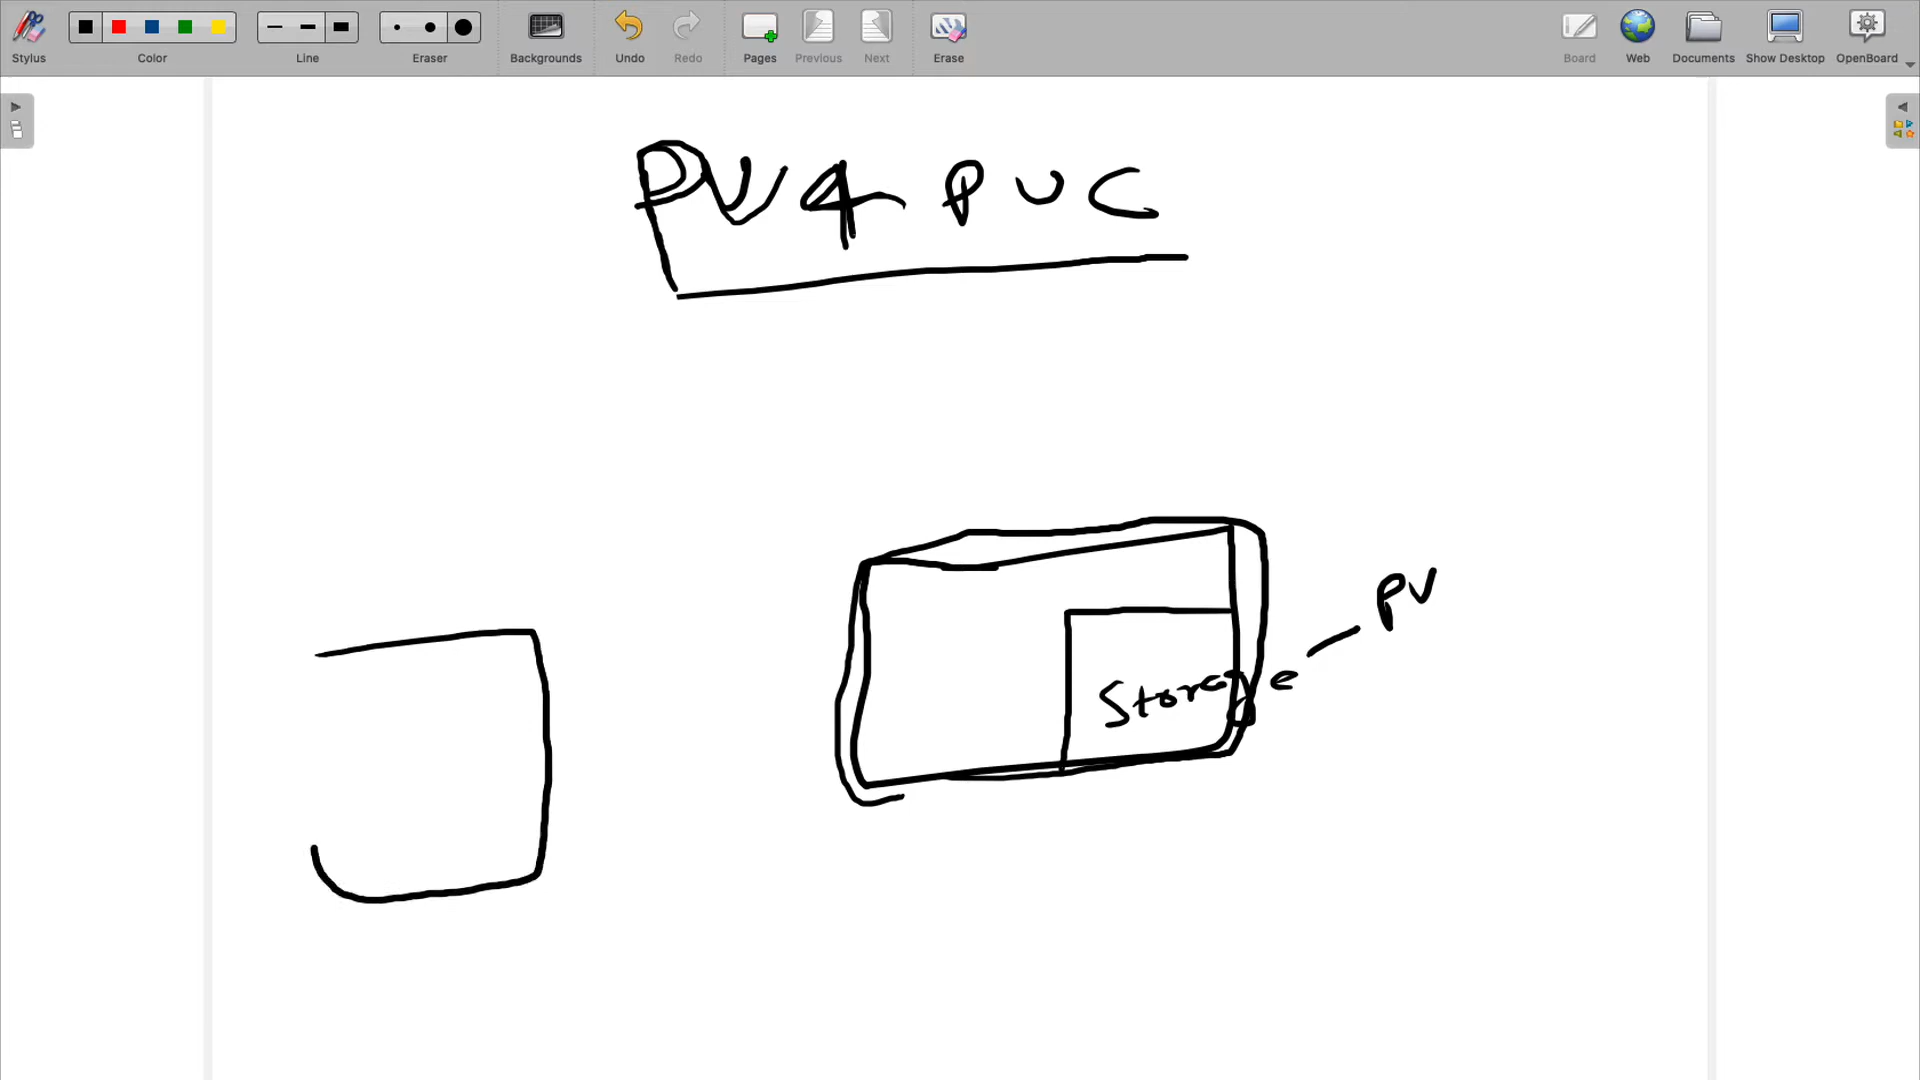 Stylus Color Line Eraser Backgrounds Undo Redo Pages Previous Next Erase Board Web Documents Show Desktop OpenBoard
PV & PVC
PV
Storage